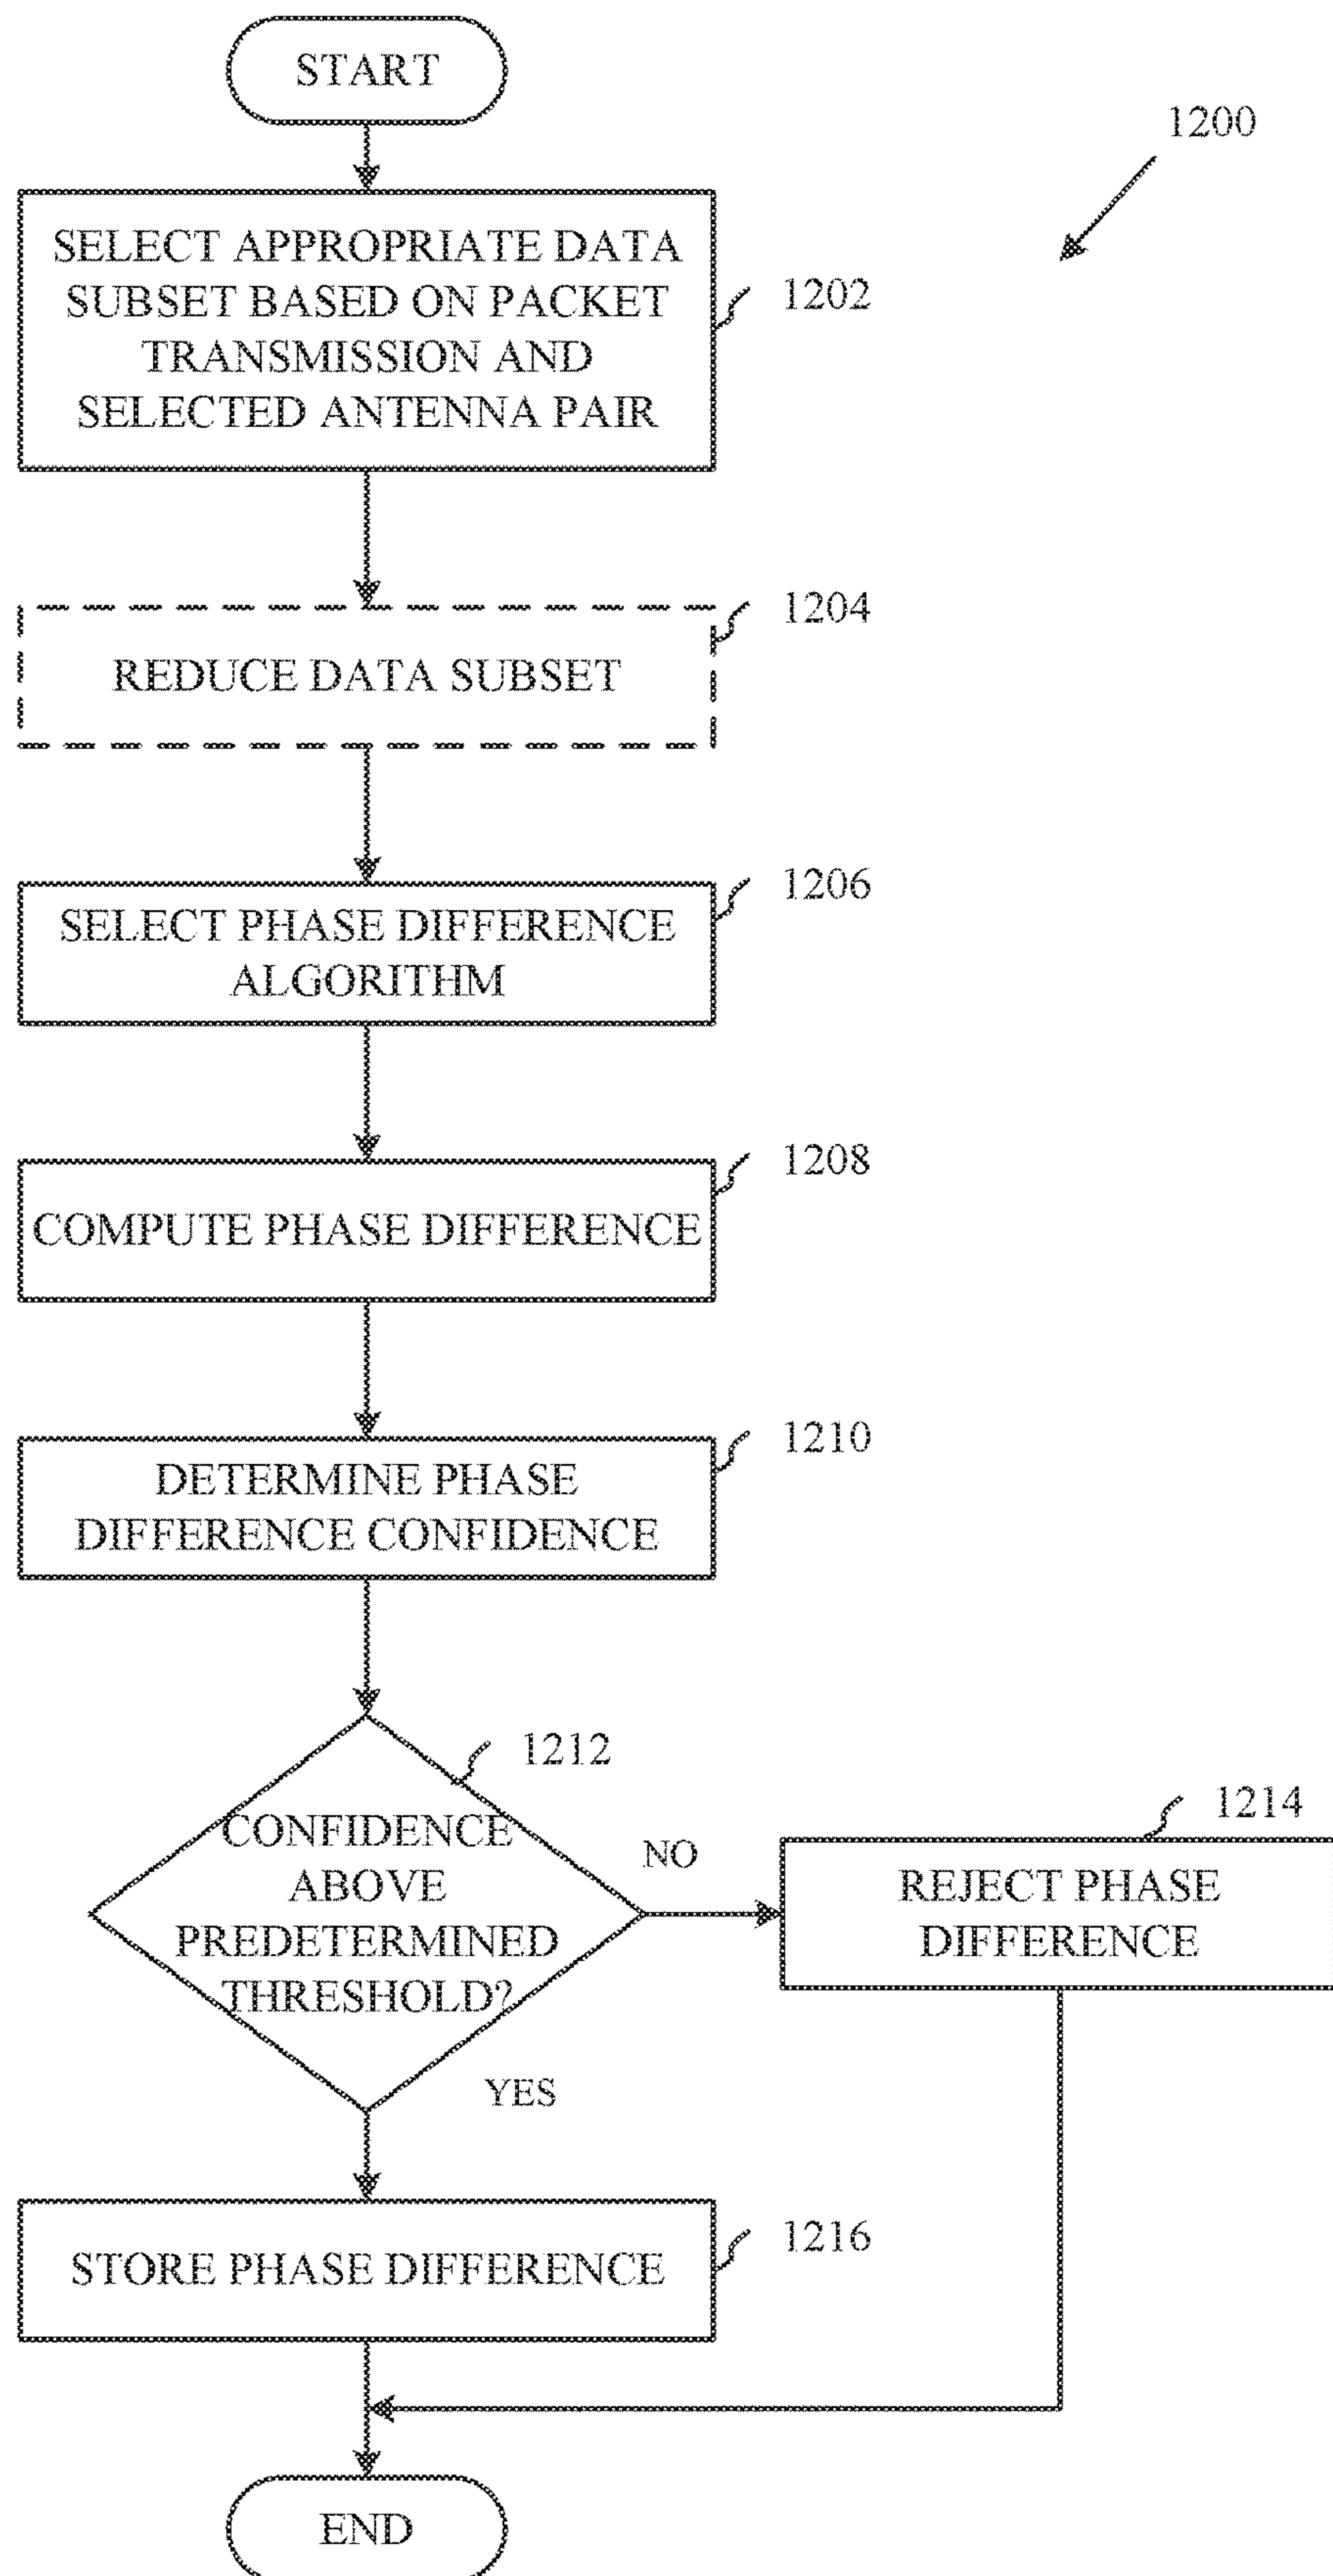 START
1200
SELECT APPROPRIATE DATA
SUBSET BASED ON PACKET
TRANSMISSION AND
SELECTED ANTENNA PAIR
1202
1204
REDUCE DATA SUBSET
1206
SELECT PHASE DIFFERENCE
ALGORITHM
1208
COMPUTE PHASE DIFFERENCE
1210
DETERMINE PHASE
DIFFERENCE CONFIDENCE
1212
CONFIDENCE
ABOVE
PREDETERMINED
THRESHOLD?
NO
1214
REJECT PHASE
DIFFERENCE
YES
1216
STORE PHASE DIFFERENCE
END